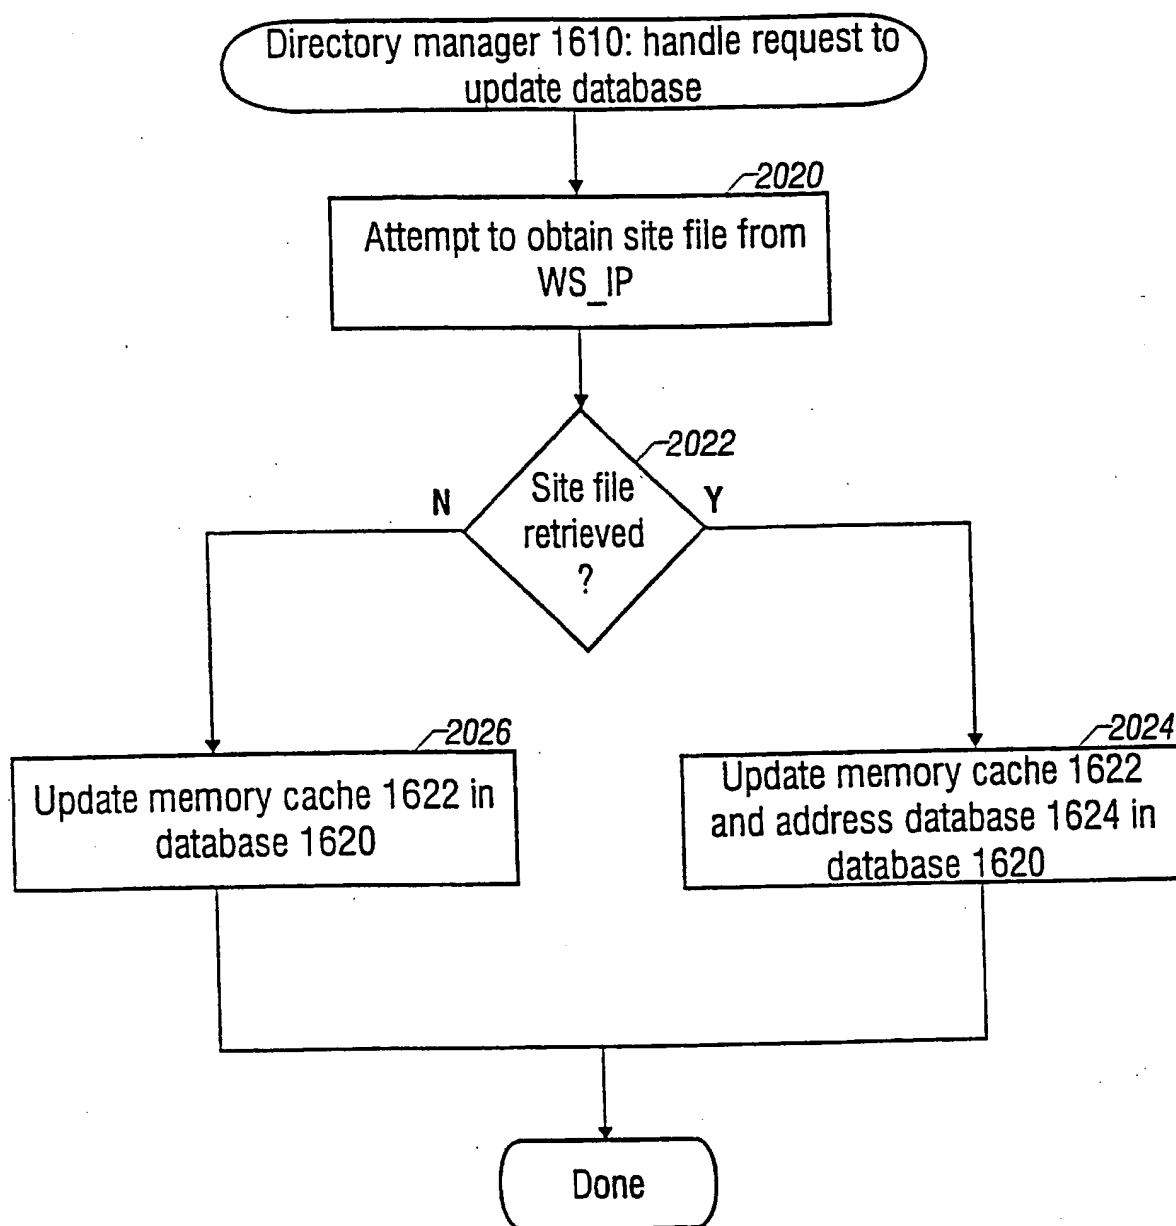 Directory manager 1610: handle request to
update database
2020
Attempt to obtain site file from
WS_IP
2022
N
Site file
Y
retrieved
?
2026
Update memory cache 1622 in
database 1620
2024
Update memory cache 1622
and address database 1624 in
database 1620
Done